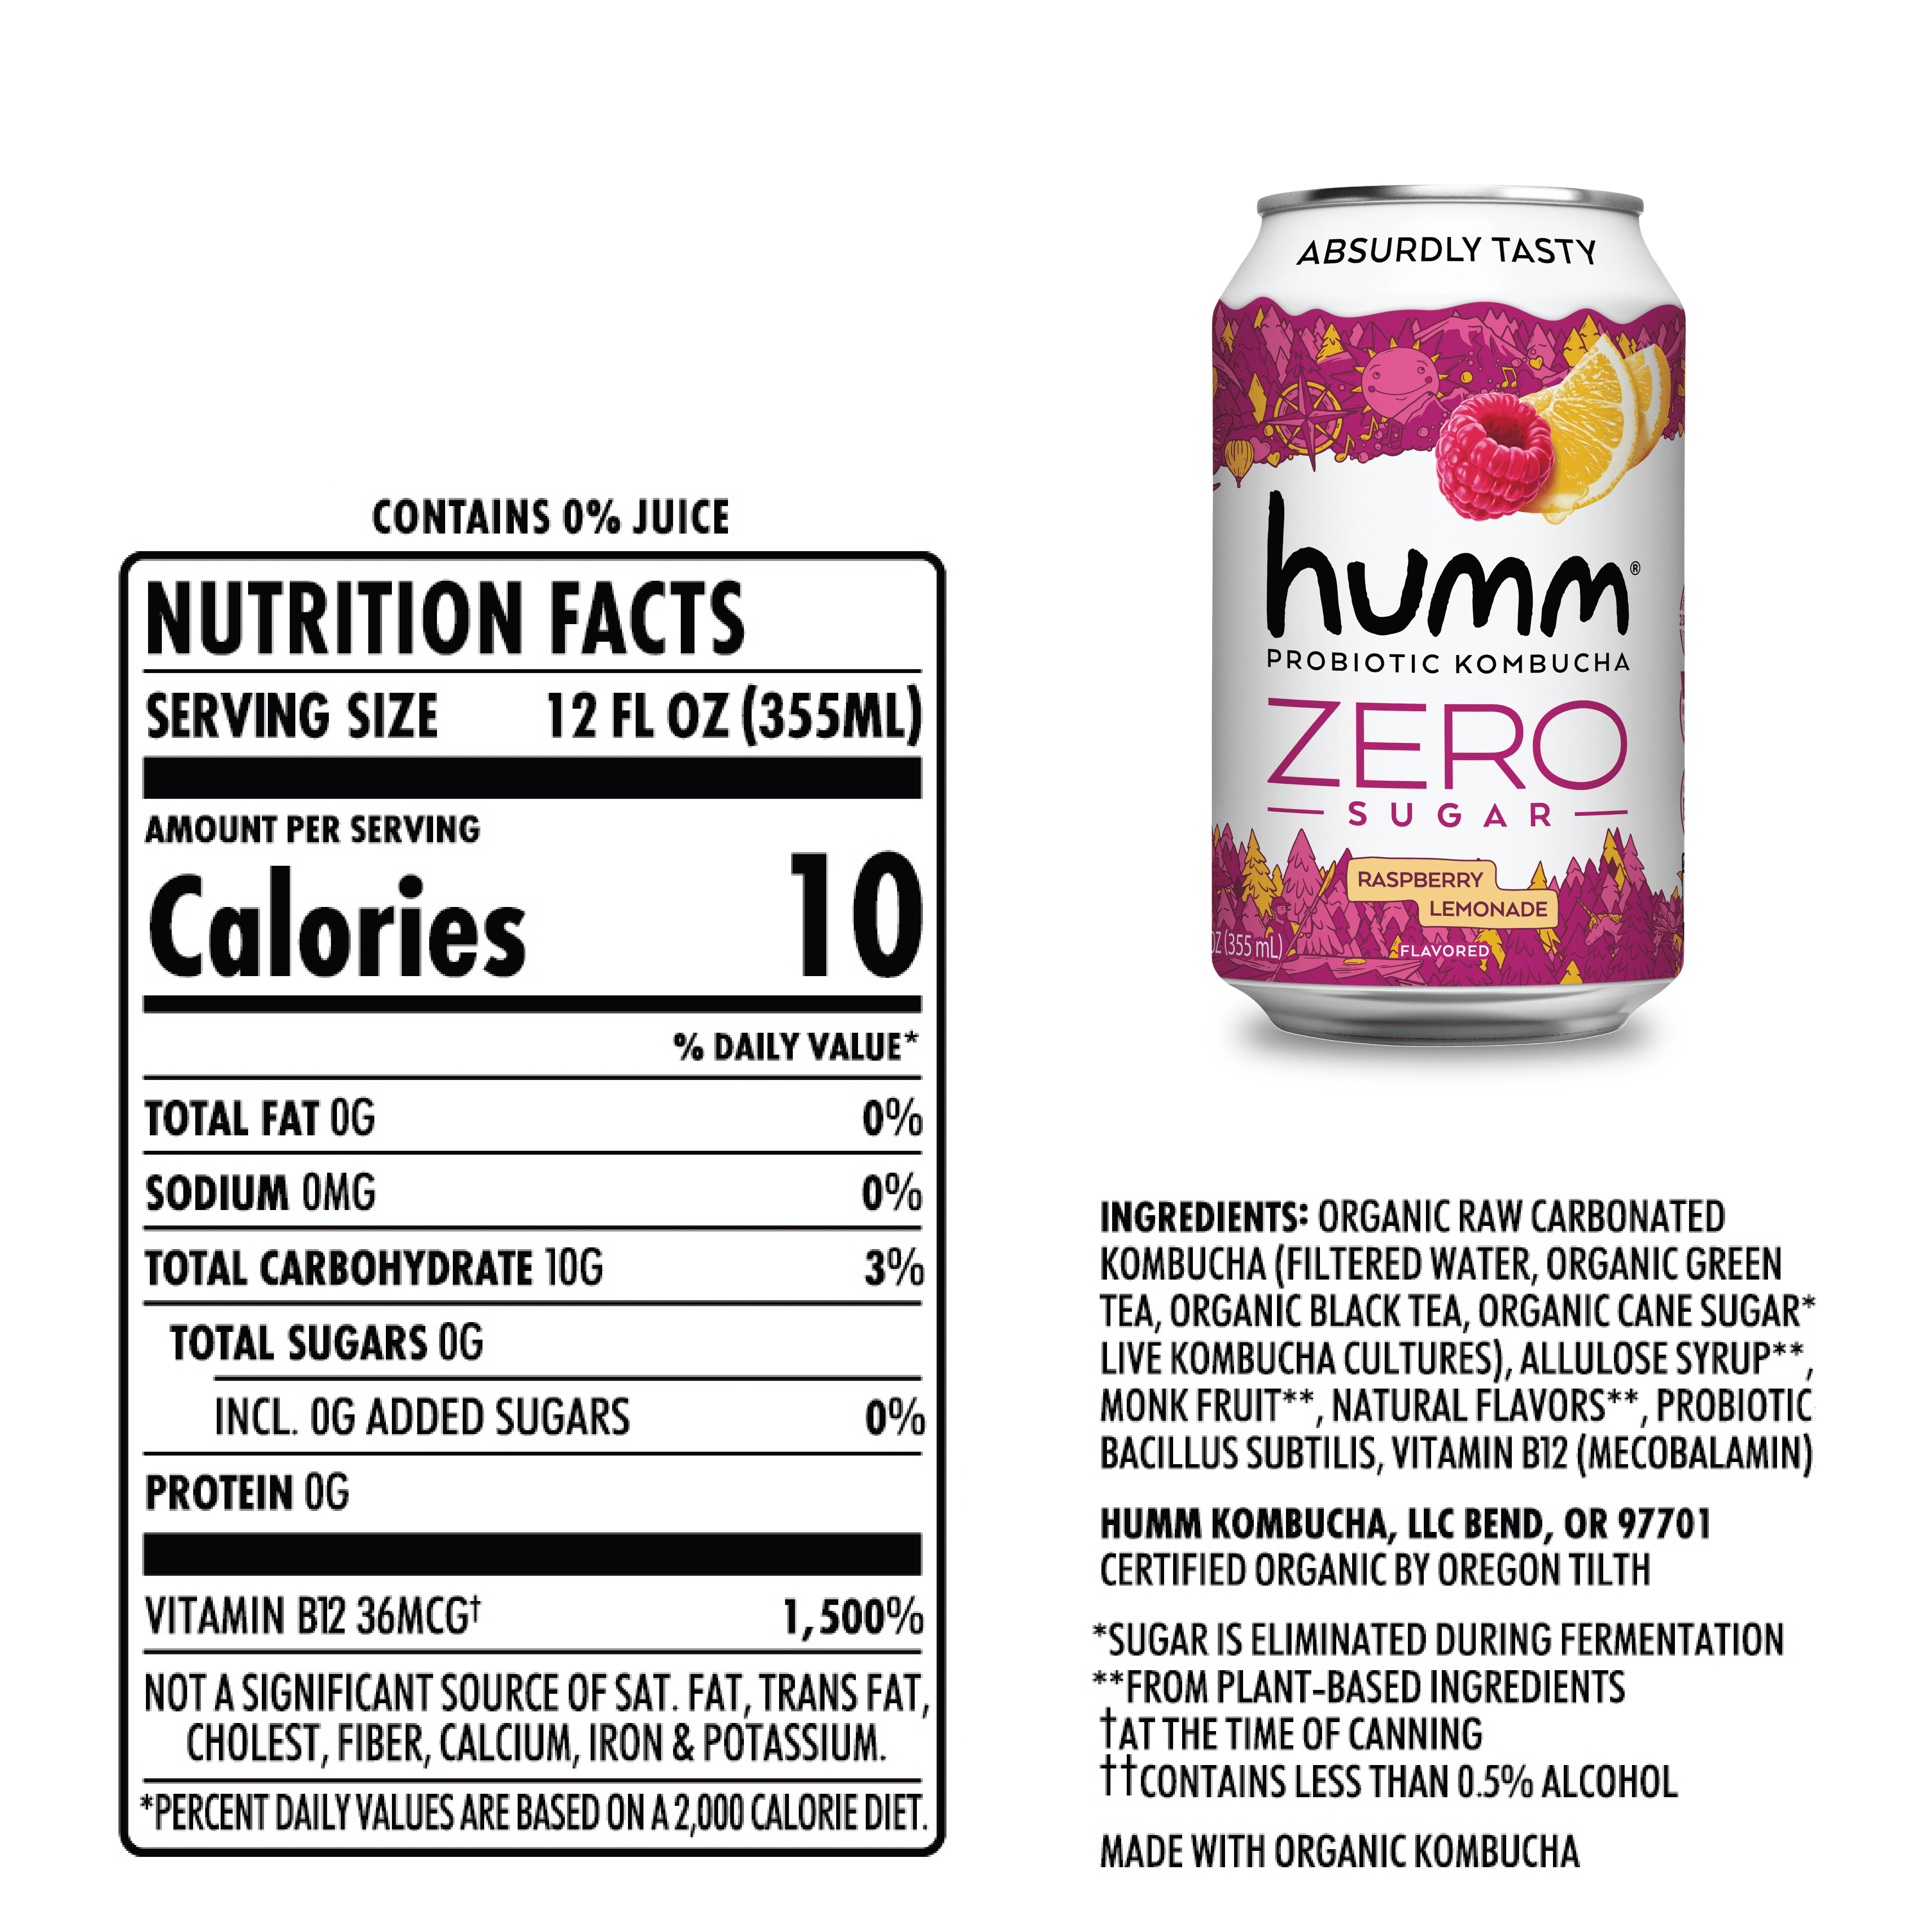 CONTAINS 0% JUICE
NUTRITION FACTS
SERVING SIZE 12 FL OZ (355ML)
AMOUNT PER SERVING
Calories 10
% DAILY VALUE*
TOTAL FAT 0G 0%
SODIUM 0MG 0%
TOTAL CARBOHYDRATE 10G 3%
TOTAL SUGARS 0G
INCL. 0G ADDED SUGARS 0%
PROTEIN 0G
VITAMIN B12 36MCG† 1,500%
NOT A SIGNIFICANT SOURCE OF SAT. FAT, TRANS FAT,
CHOLEST, FIBER, CALCIUM, IRON & POTASSIUM.
*PERCENT DAILY VALUES ARE BASED ON A 2,000 CALORIE DIET.
ABSURDLY TASTY
humm®
PROBIOTIC KOMBUCHA
ZERO
SUGAR
RASPBERRY
LEMONADE
FLAVORED
OZ (355 mL)
INGREDIENTS: ORGANIC RAW CARBONATED
KOMBUCHA (FILTERED WATER, ORGANIC GREEN
TEA, ORGANIC BLACK TEA, ORGANIC CANE SUGAR*
LIVE KOMBUCHA CULTURES), ALLULOSE SYRUP**,
MONK FRUIT**, NATURAL FLAVORS**, PROBIOTIC
BACILLUS SUBTILIS, VITAMIN B12 (MECOBALAMIN)
HUMM KOMBUCHA, LLC BEND, OR 97701
CERTIFIED ORGANIC BY OREGON TILTH
*SUGAR IS ELIMINATED DURING FERMENTATION
**FROM PLANT-BASED INGREDIENTS
†AT THE TIME OF CANNING
††CONTAINS LESS THAN 0.5% ALCOHOL
MADE WITH ORGANIC KOMBUCHA